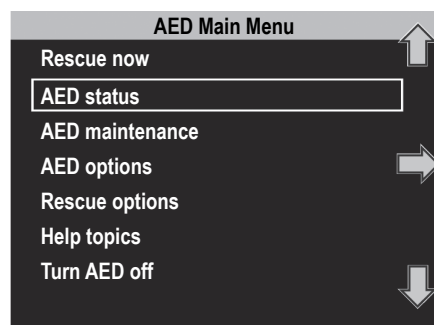 AED Main Menu
Rescue now
AED status
AED maintenance
AED options
Rescue options
Help topics
Turn AED off